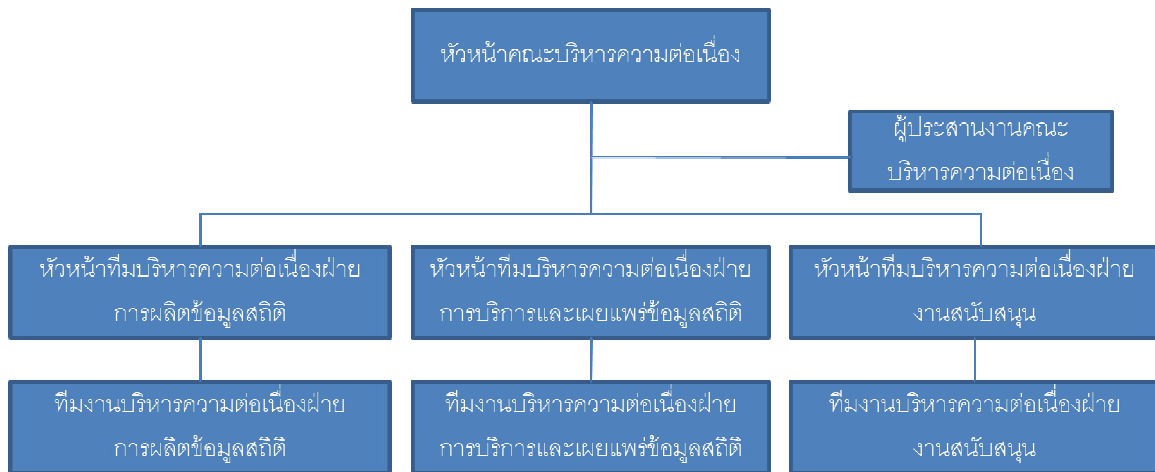 หัวหน้าคณะบริหารความต่อเนื่อง
ผู้ประสานงานคณะ
บริหารความต่อเนื่อง
หัวหน้าทีมบริหารความต่อเนื่องฝ่าย
การผลิตข้อมูลสถิติ
หัวหน้าทีมบริหารความต่อเนื่องฝ่าย
การบริการและเผยแพร่ข้อมูลสถิติ
หัวหน้าทีมบริหารความต่อเนื่องฝ่าย
งานสนับสนุน
ทีมงานบริหารความต่อเนื่องฝ่าย
การผลิตข้อมูลสถิติ
ทีมงานบริหารความต่อเนื่องฝ่าย
การบริการและเผยแพร่ข้อมูลสถิติ
ทีมงานบริหารความต่อเนื่องฝ่าย
งานสนับสนุน